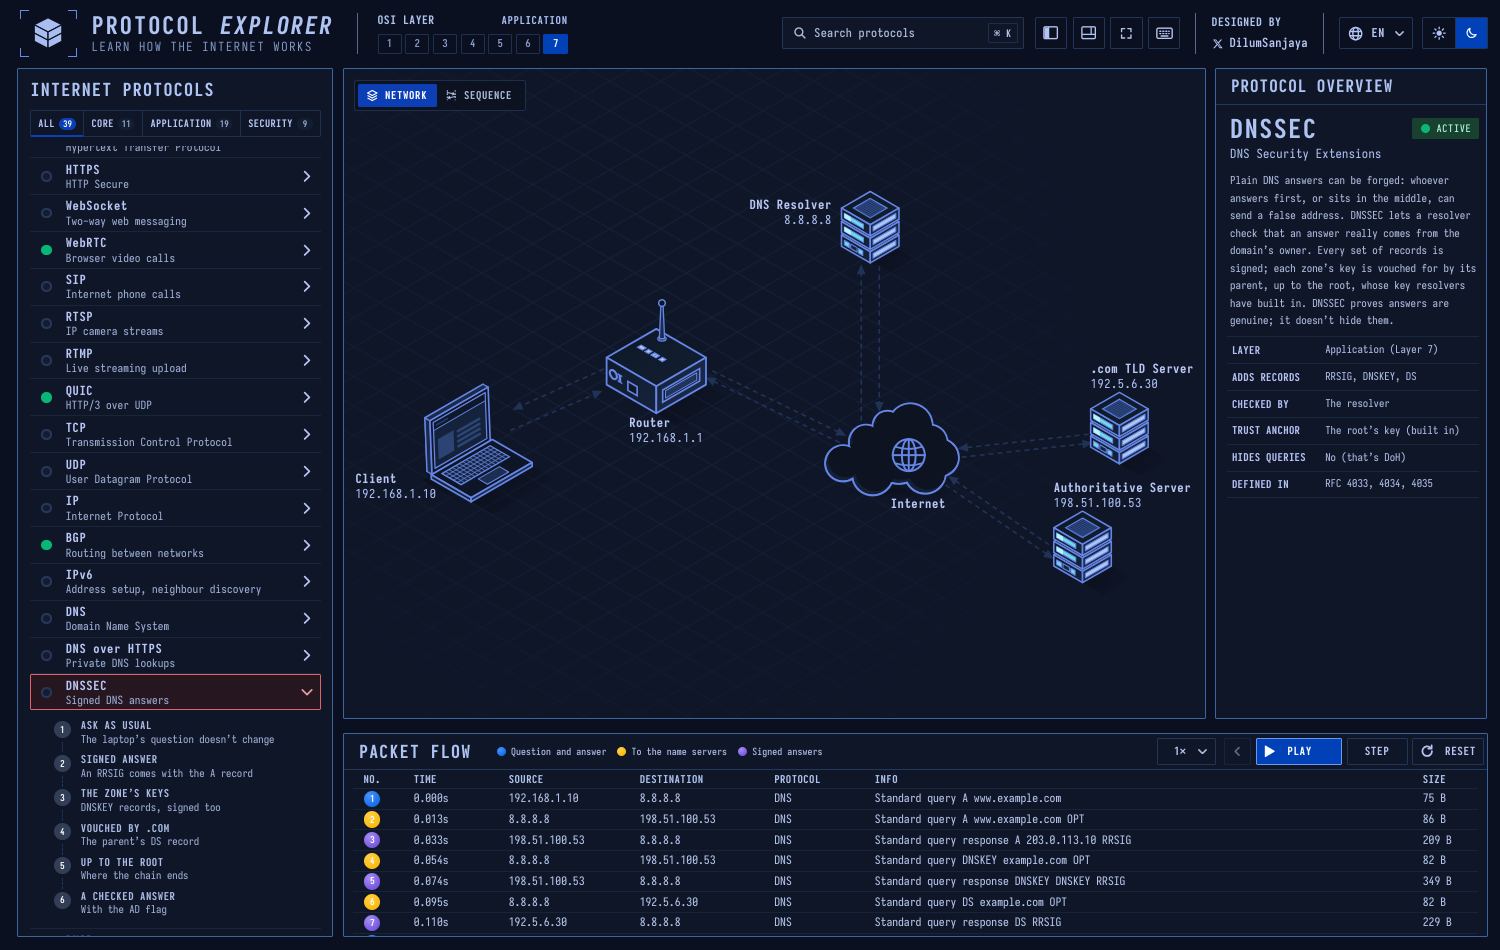 PROTOCOL EXPLORER
LEARN HOW THE INTERNET WORKS
OSI LAYER
APPLICATION
1 2 3 4 5 6 7
Search protocols
⌘ K
DESIGNED BY
DilumSanjaya
EN
INTERNET PROTOCOLS
ALL 39
CORE 11
APPLICATION 19
SECURITY 9
Hypertext Transfer Protocol
HTTPS
HTTP Secure
WebSocket
Two-way web messaging
WebRTC
Browser video calls
SIP
Internet phone calls
RTSP
IP camera streams
RTMP
Live streaming upload
QUIC
HTTP/3 over UDP
TCP
Transmission Control Protocol
UDP
User Datagram Protocol
IP
Internet Protocol
BGP
Routing between networks
IPv6
Address setup, neighbour discovery
DNS
Domain Name System
DNS over HTTPS
Private DNS lookups
DNSSEC
Signed DNS answers
1 ASK AS USUAL
The laptop's question doesn't change
2 SIGNED ANSWER
An RRSIG comes with the A record
3 THE ZONE'S KEYS
DNSKEY records, signed too
4 VOUCHED BY .COM
The parent's DS record
5 UP TO THE ROOT
Where the chain ends
6 A CHECKED ANSWER
With the AD flag
NETWORK
SEQUENCE
DNS Resolver
8.8.8.8
Router
192.168.1.1
Client
192.168.1.10
Internet
.com TLD Server
192.5.6.30
Authoritative Server
198.51.100.53
PROTOCOL OVERVIEW
DNSSEC
ACTIVE
DNS Security Extensions
Plain DNS answers can be forged: whoever
answers first, or sits in the middle, can
send a false address. DNSSEC lets a resolver
check that an answer really comes from the
domain's owner. Every set of records is
signed; each zone's key is vouched for by its
parent, up to the root, whose key resolvers
have built in. DNSSEC proves answers are
genuine; it doesn't hide them.
LAYER Application (Layer 7)
ADDS RECORDS RRSIG, DNSKEY, DS
CHECKED BY The resolver
TRUST ANCHOR The root's key (built in)
HIDES QUERIES No (that's DoH)
DEFINED IN RFC 4033, 4034, 4035
PACKET FLOW
Question and answer
To the name servers
Signed answers
1×
PLAY
STEP
RESET
NO. TIME SOURCE DESTINATION PROTOCOL INFO SIZE
1 0.000s 192.168.1.10 8.8.8.8 DNS Standard query A www.example.com 75 B
2 0.013s 8.8.8.8 198.51.100.53 DNS Standard query A www.example.com OPT 86 B
3 0.033s 198.51.100.53 8.8.8.8 DNS Standard query response A 203.0.113.10 RRSIG 209 B
4 0.054s 8.8.8.8 198.51.100.53 DNS Standard query DNSKEY example.com OPT 82 B
5 0.074s 198.51.100.53 8.8.8.8 DNS Standard query response DNSKEY DNSKEY RRSIG 349 B
6 0.095s 8.8.8.8 192.5.6.30 DNS Standard query DS example.com OPT 82 B
7 0.110s 192.5.6.30 8.8.8.8 DNS Standard query response DS RRSIG 229 B